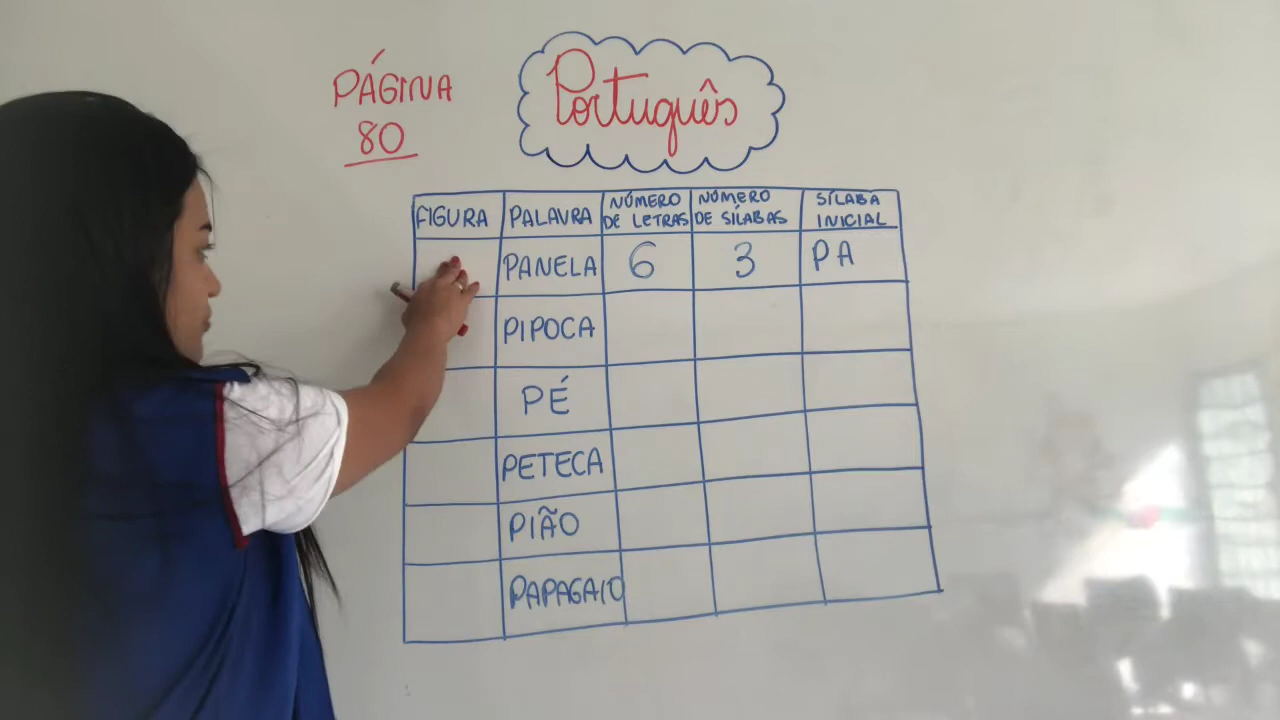 PÁGINA
80
Português
FIGURA PALAVRA NÚMERO DE LETRAS NÚMERO DE SÍLABAS SÍLABA INICIAL
PANELA 6 3 PA
PIPOCA
PÉ
PETECA
PIÃO
PAPAGAIO